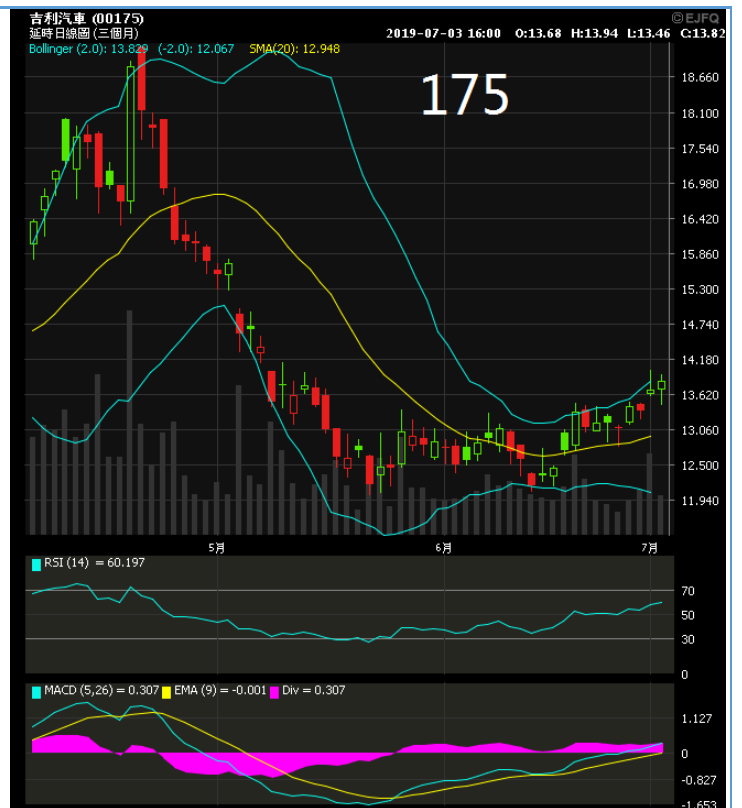 吉利汽車 (00175)
©EJFQ
延時日線圖 (三個月)
2019-07-03 16:00 O:13.68 H:13.94 L:13.46 C:13.82
Bollinger (2.0): 13.829 (-2.0): 12.067 SMA(20): 12.948
175
18.660
18.100
17.540
16.980
16.420
15.860
15.300
14.740
14.180
13.620
13.060
12.500
11.940
5月 6月 7月
RSI (14) = 60.197
70
50
30
0
MACD (5,26) = 0.307 EMA (9) = -0.001 Div = 0.307
1.127
0
-0.827
-1.653